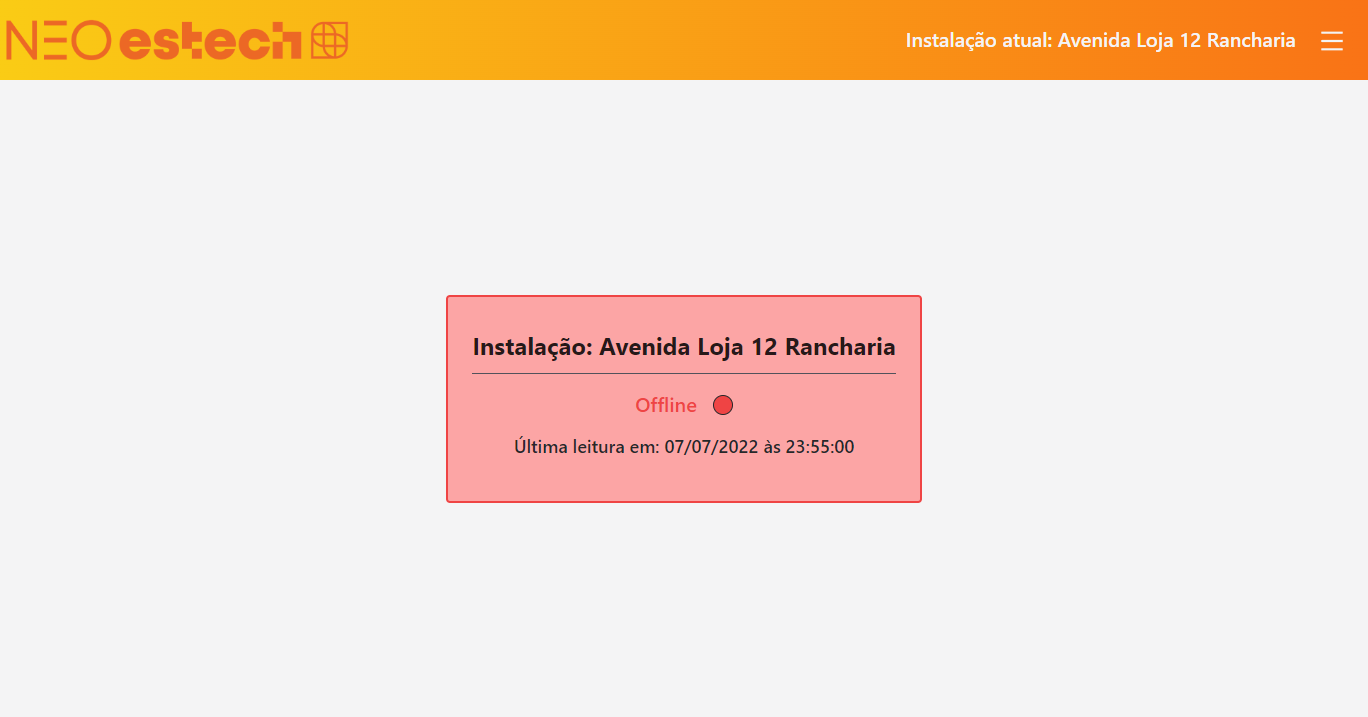 NEO estech
Instalação atual: Avenida Loja 12 Rancharia
Instalação: Avenida Loja 12 Rancharia
Offline
Última leitura em: 07/07/2022 às 23:55:00